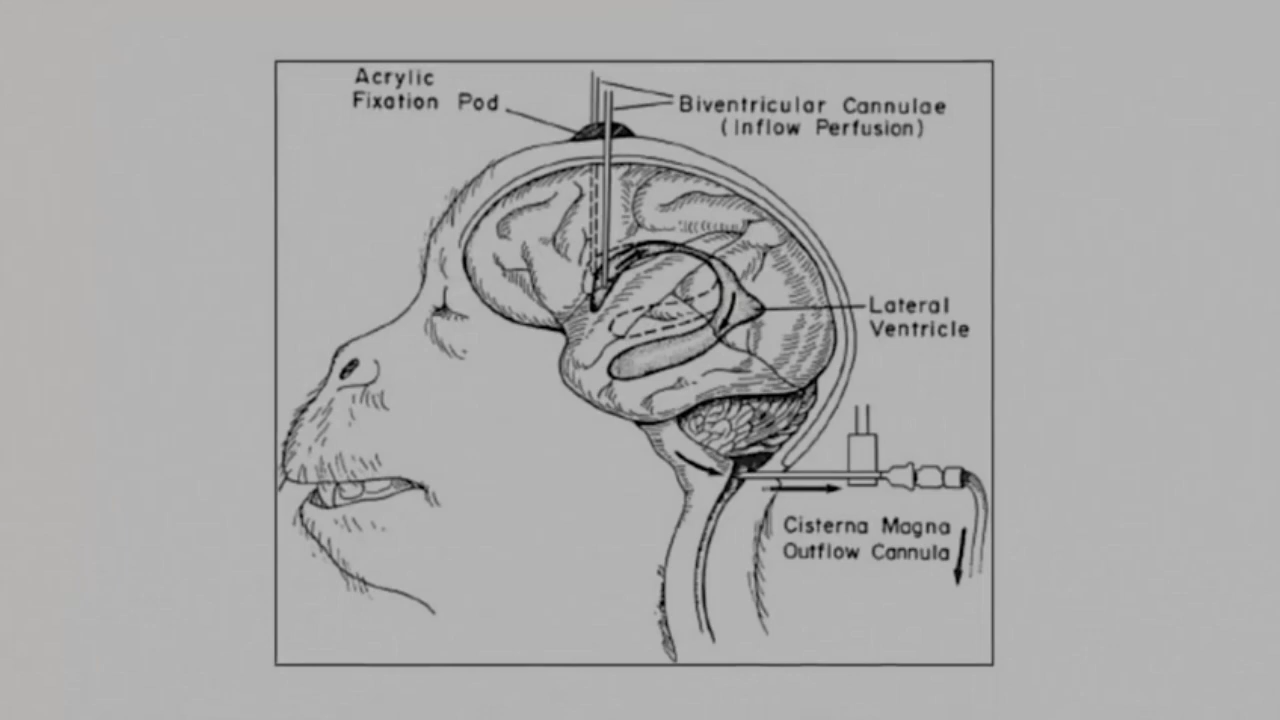 Acrylic
Fixation Pod
Biventricular Cannulae
(Inflow Perfusion)
Lateral
Ventricle
Cisterna Magna
Outflow Cannula